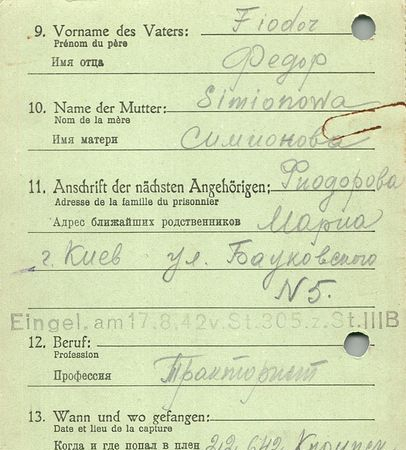 9. Vorname des Vaters: Fiodor
Prénom du père
Имя отца Федор
10. Name der Mutter: Simionowa
Nom de la mère
Имя матери Симионова
11. Anschrift der nächsten Angehörigen: Фиодорова
Adresse de la famille du prisonnier
Адрес ближайших родственников Мариа
г. Киев ул. Бауковского
N5.
Eingel. am 17.8.42 v. St. 305. z. St. IIIB
12. Beruf:
Profession
Профессия Тракторист
13. Wann und wo gefangen:
Date et lieu de la capture
Когда и где попал в плен